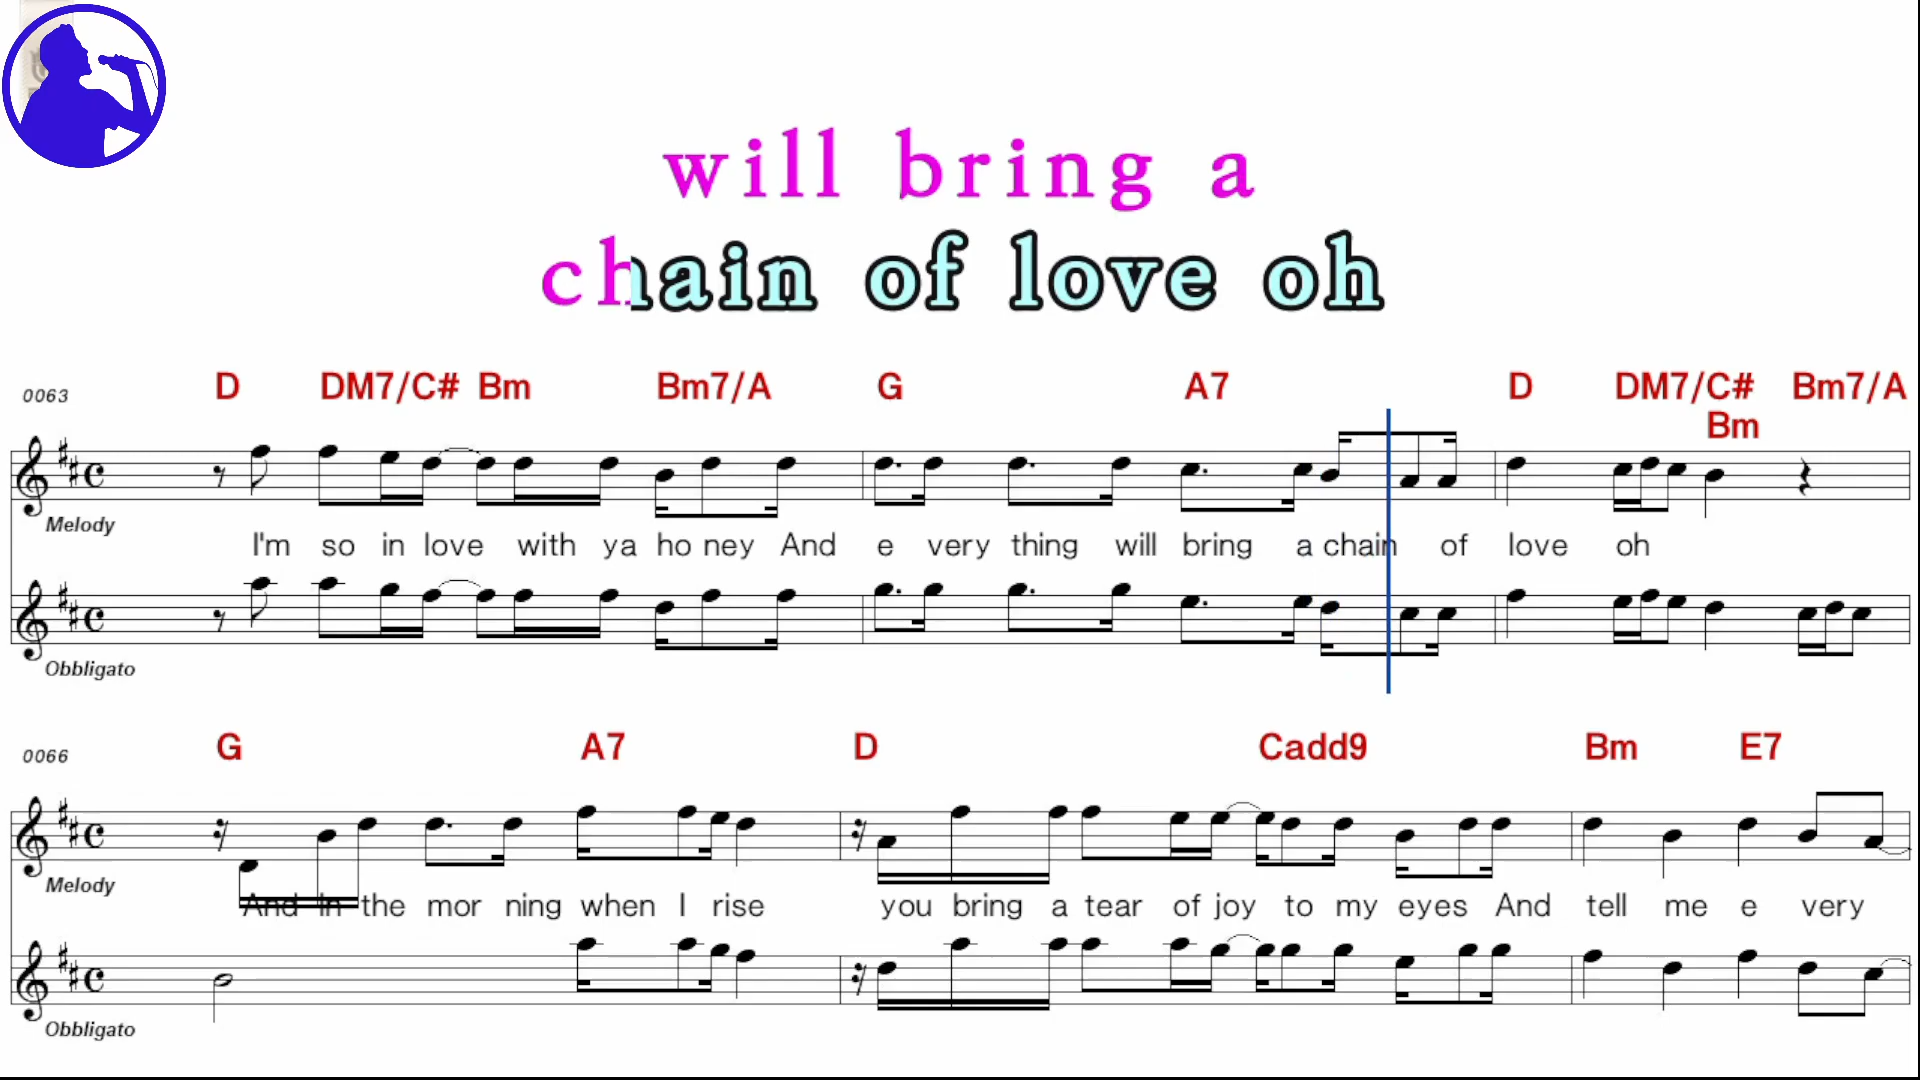 will bring a
chain of love oh
0063 D DM7/C# Bm Bm7/A G A7 D DM7/C# Bm7/A
Bm
Melody
I'm so in love with ya ho ney And e very thing will bring a chain of love oh
Obbligato
0066 G A7 D Cadd9 Bm E7
Melody
And In the mor ning when I rise you bring a tear of joy to my eyes And tell me e very
Obbligato